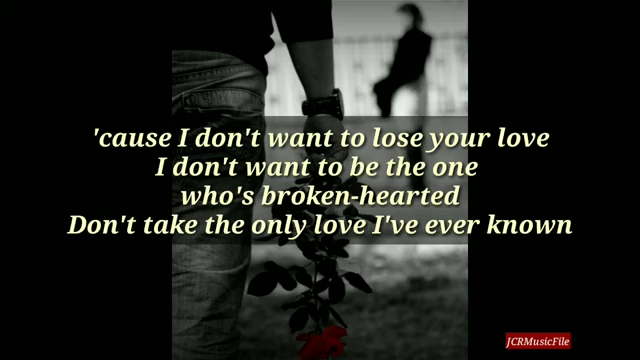 'cause I don't want to lose your love
I don't want to be the one
who's broken-hearted
Don't take the only love I've ever known
JCRMusicFile